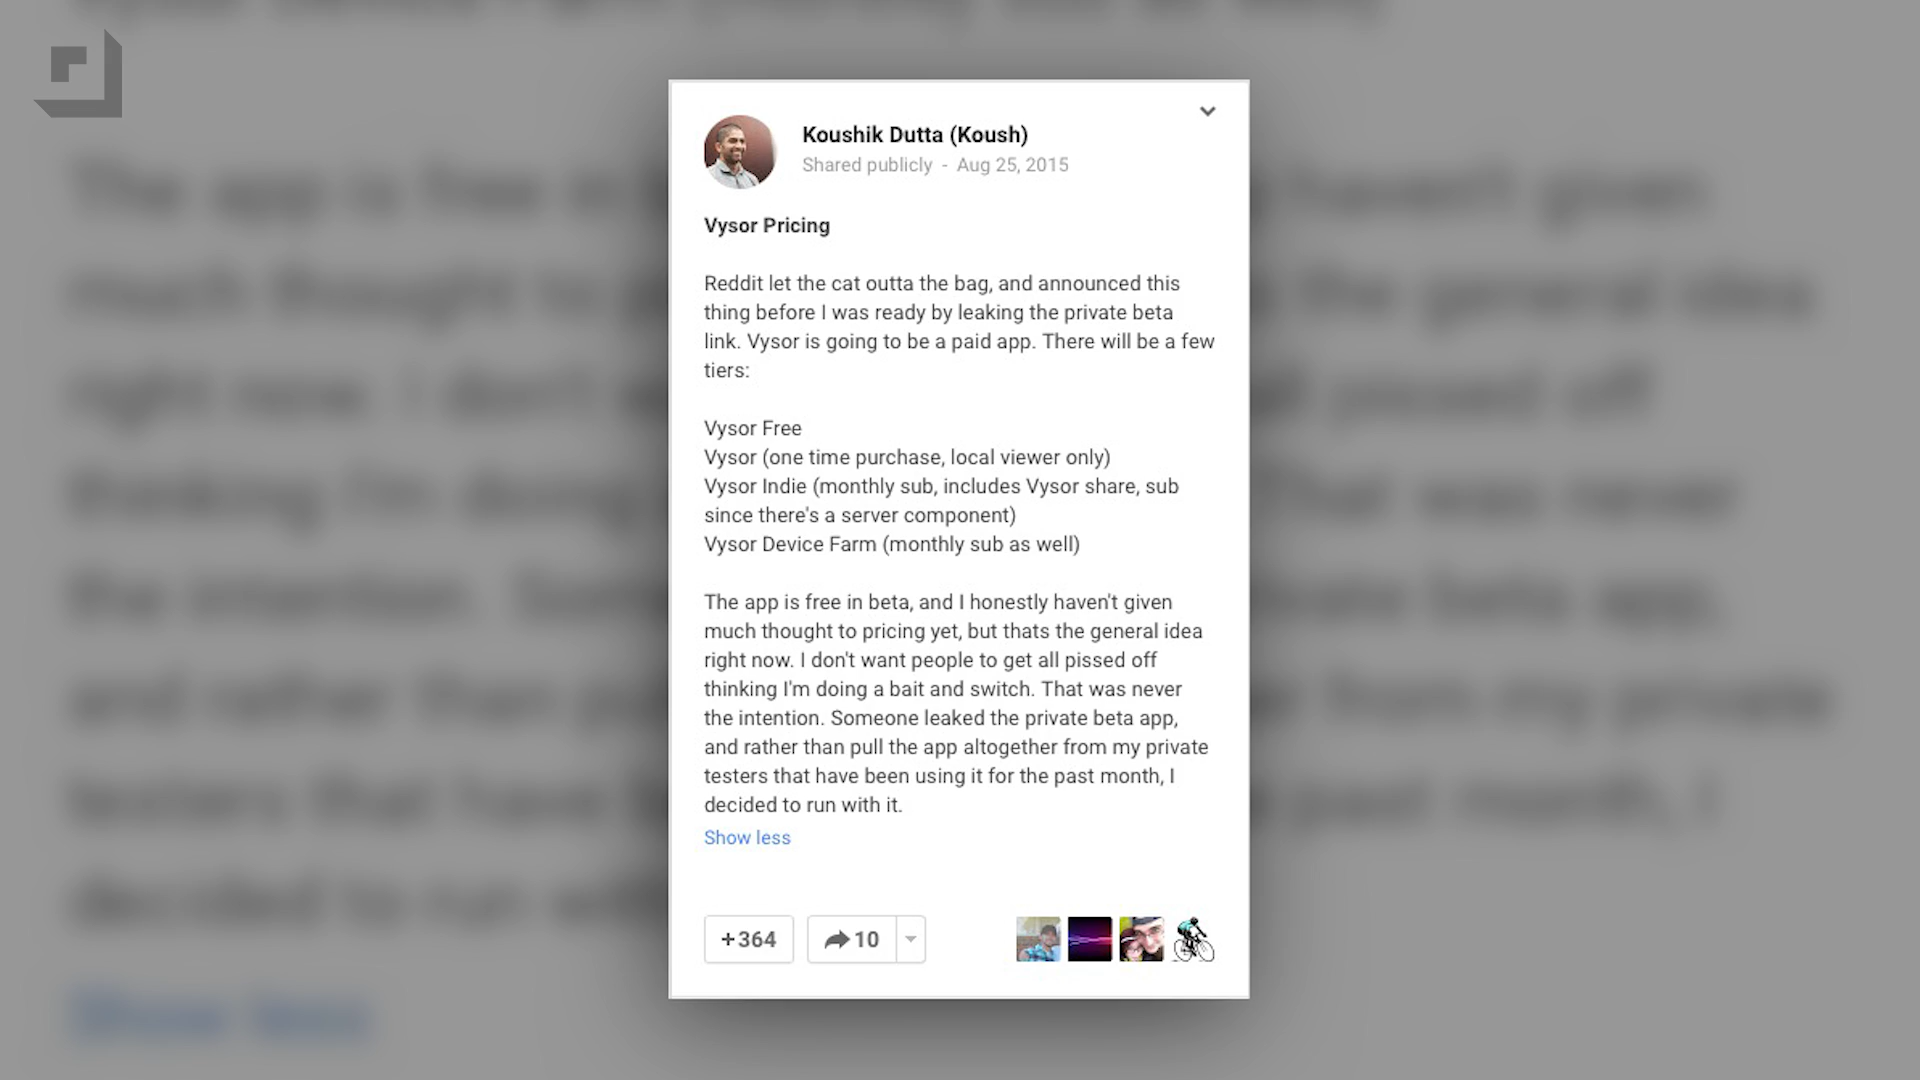 Koushik Dutta (Koush)
Shared publicly - Aug 25, 2015
Vysor Pricing
Reddit let the cat outta the bag, and announced this
thing before I was ready by leaking the private beta
link. Vysor is going to be a paid app. There will be a few
tiers:
Vysor Free
Vysor (one time purchase, local viewer only)
Vysor Indie (monthly sub, includes Vysor share, sub
since there's a server component)
Vysor Device Farm (monthly sub as well)
The app is free in beta, and I honestly haven't given
much thought to pricing yet, but thats the general idea
right now. I don't want people to get all pissed off
thinking I'm doing a bait and switch. That was never
the intention. Someone leaked the private beta app,
and rather than pull the app altogether from my private
testers that have been using it for the past month, I
decided to run with it.
Show less
+364
10